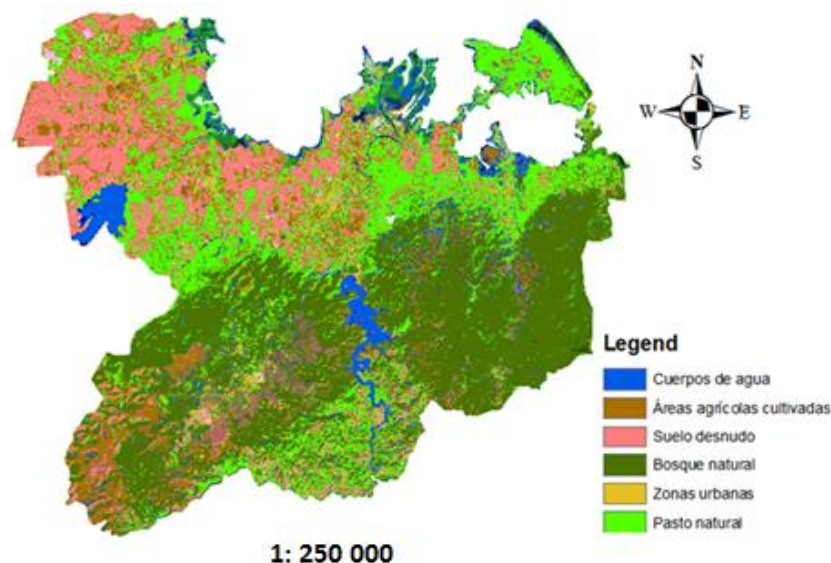 N
W E
S
Legend
Cuerpos de agua
Áreas agrícolas cultivadas
Suelo desnudo
Bosque natural
Zonas urbanas
Pasto natural
1: 250 000